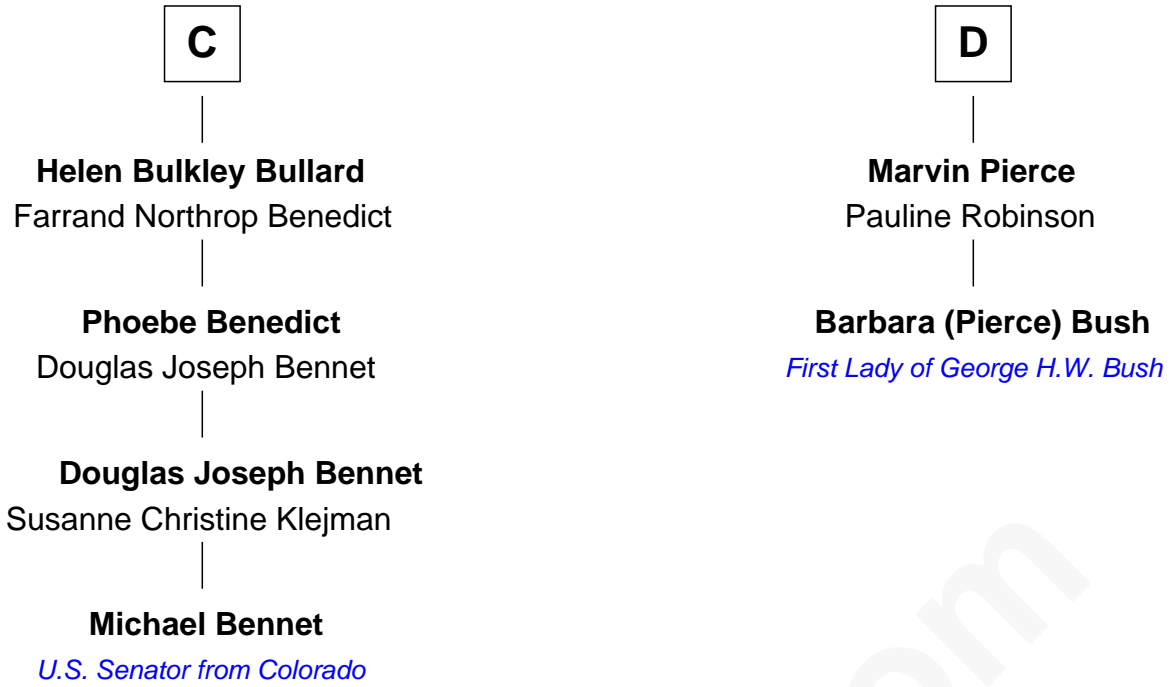 C
Helen Bulkley Bullard
Farrand Northrop Benedict
Phoebe Benedict
Douglas Joseph Bennet
Douglas Joseph Bennet
Susanne Christine Klejman
Michael Bennet
U.S. Senator from Colorado
D
Marvin Pierce
Pauline Robinson
Barbara (Pierce) Bush
First Lady of George H.W. Bush
om